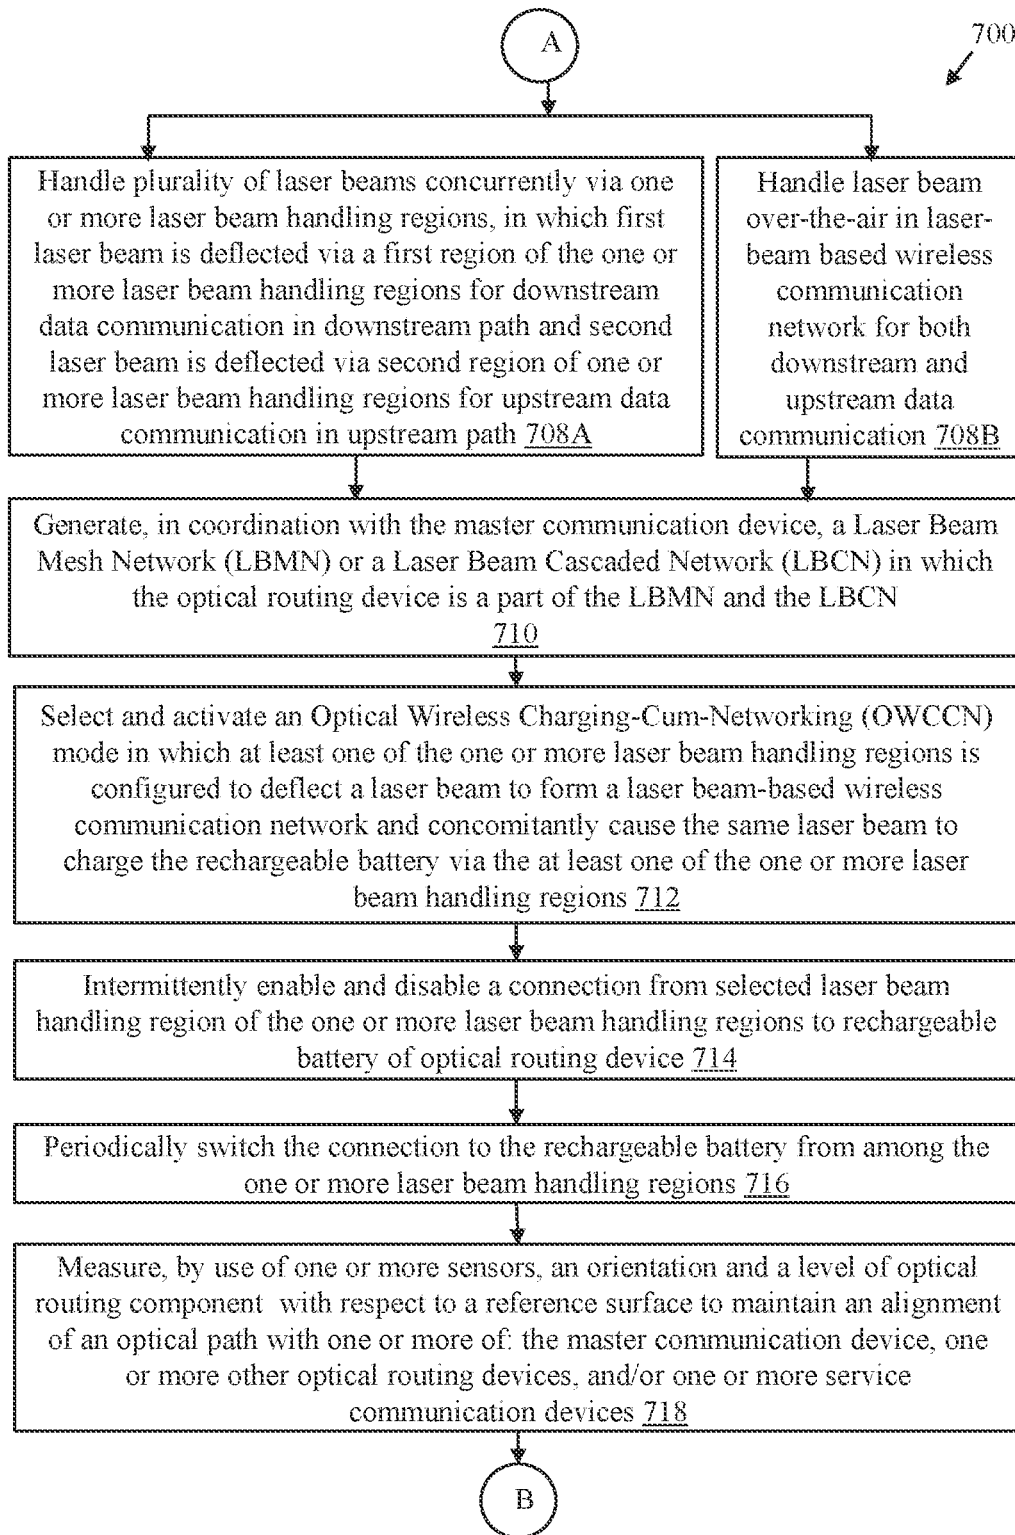 A
700
Handle plurality of laser beams concurrently via one
or more laser beam handling regions, in which first
laser beam is deflected via a first region of the one or
more laser beam handling regions for downstream
data communication in downstream path and second
laser beam is deflected via second region of one or
more laser beam handling regions for upstream data
communication in upstream path 708A
Handle laser beam
over-the-air in laser-
beam based wireless
communication
network for both
downstream and
upstream data
communication 708B
Generate, in coordination with the master communication device, a Laser Beam
Mesh Network (LBMN) or a Laser Beam Cascaded Network (LBCN) in which
the optical routing device is a part of the LBMN and the LBCN
710
Select and activate an Optical Wireless Charging-Cum-Networking (OWCCN)
mode in which at least one of the one or more laser beam handling regions is
configured to deflect a laser beam to form a laser beam-based wireless
communication network and concomitantly cause the same laser beam to
charge the rechargeable battery via the at least one of the one or more laser
beam handling regions 712
Intermittently enable and disable a connection from selected laser beam
handling region of the one or more laser beam handling regions to rechargeable
battery of optical routing device 714
Periodically switch the connection to the rechargeable battery from among the
one or more laser beam handling regions 716
Measure, by use of one or more sensors, an orientation and a level of optical
routing component with respect to a reference surface to maintain an alignment
of an optical path with one or more of: the master communication device, one
or more other optical routing devices, and/or one or more service
communication devices 718
B